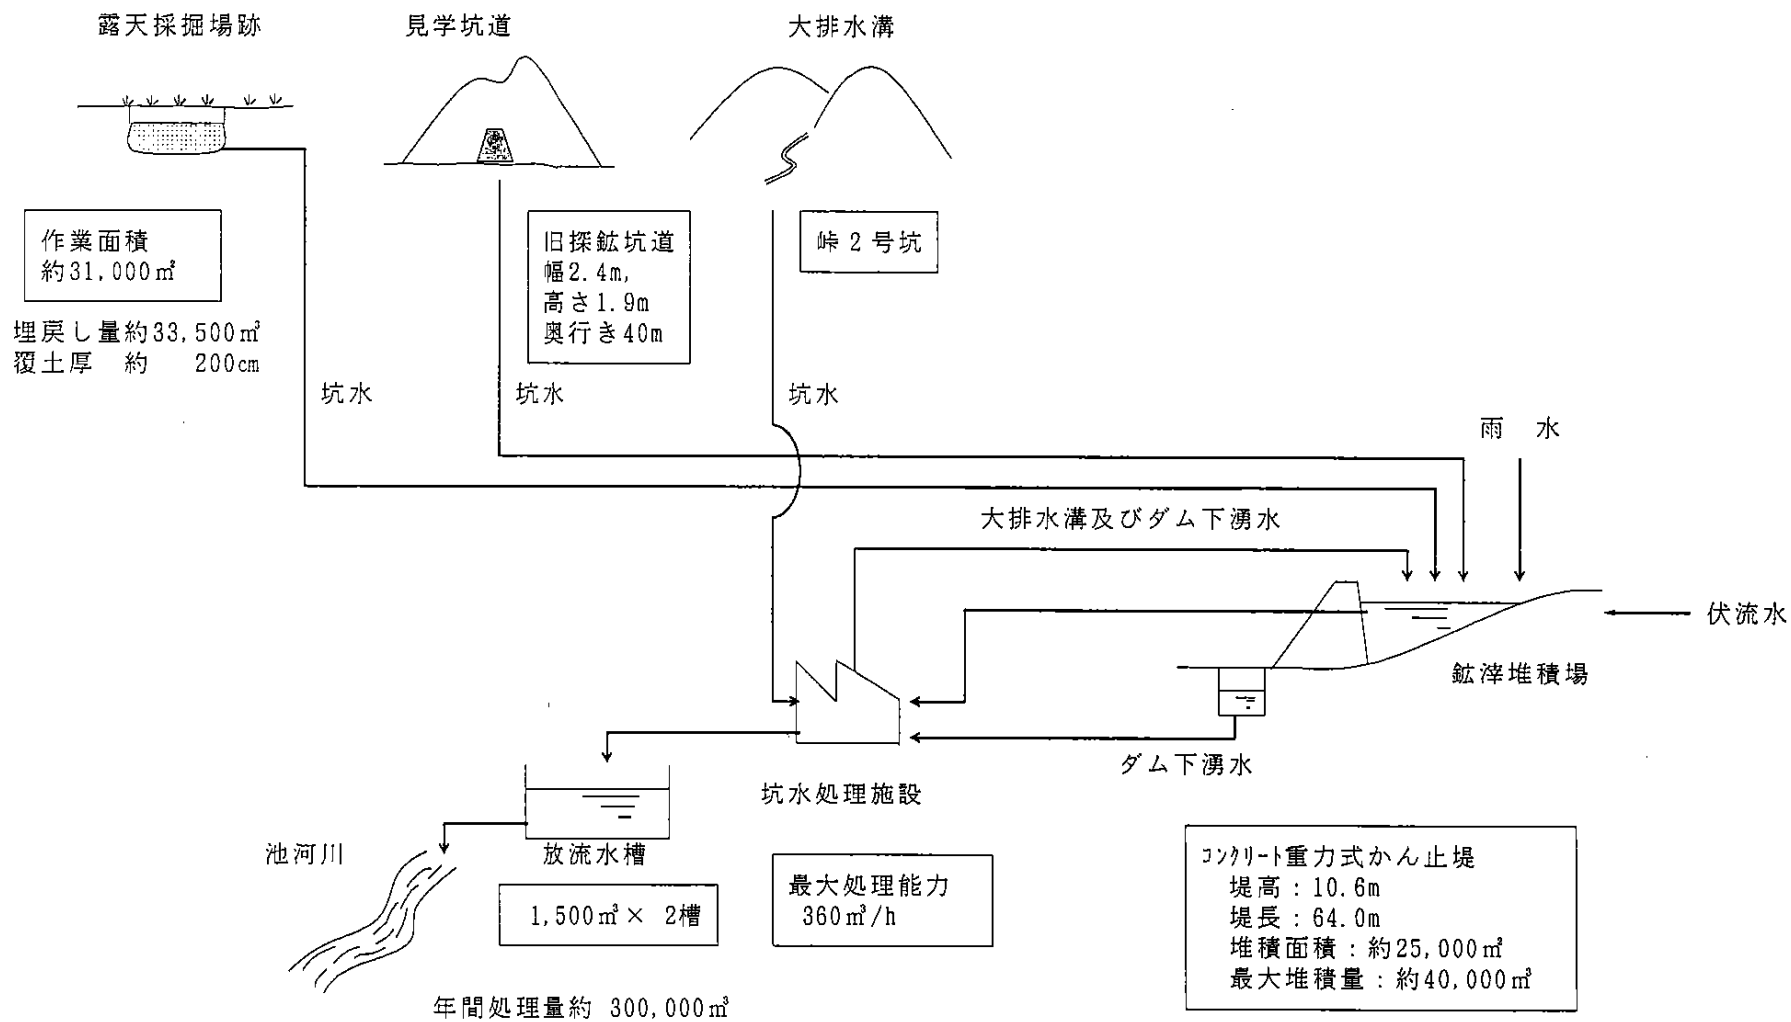 露天採掘場跡
見学坑道
大排水溝
作業面積
約31,000㎡
埋戻し量約33,500㎥
覆土厚 約 200㎝
旧探鉱坑道
幅2.4m,
高さ1.9m
奥行き40m
峠2号坑
坑水
坑水
坑水
雨 水
大排水溝及びダム下湧水
伏流水
鉱滓堆積場
ダム下湧水
坑水処理施設
最大処理能力
360㎥/h
放流水槽
1,500㎥× 2槽
池河川
年間処理量約 300,000㎥
コンクリート重力式かん止堤
堤高：10.6m
堤長：64.0m
堆積面積：約25,000㎡
最大堆積量：約40,000㎥